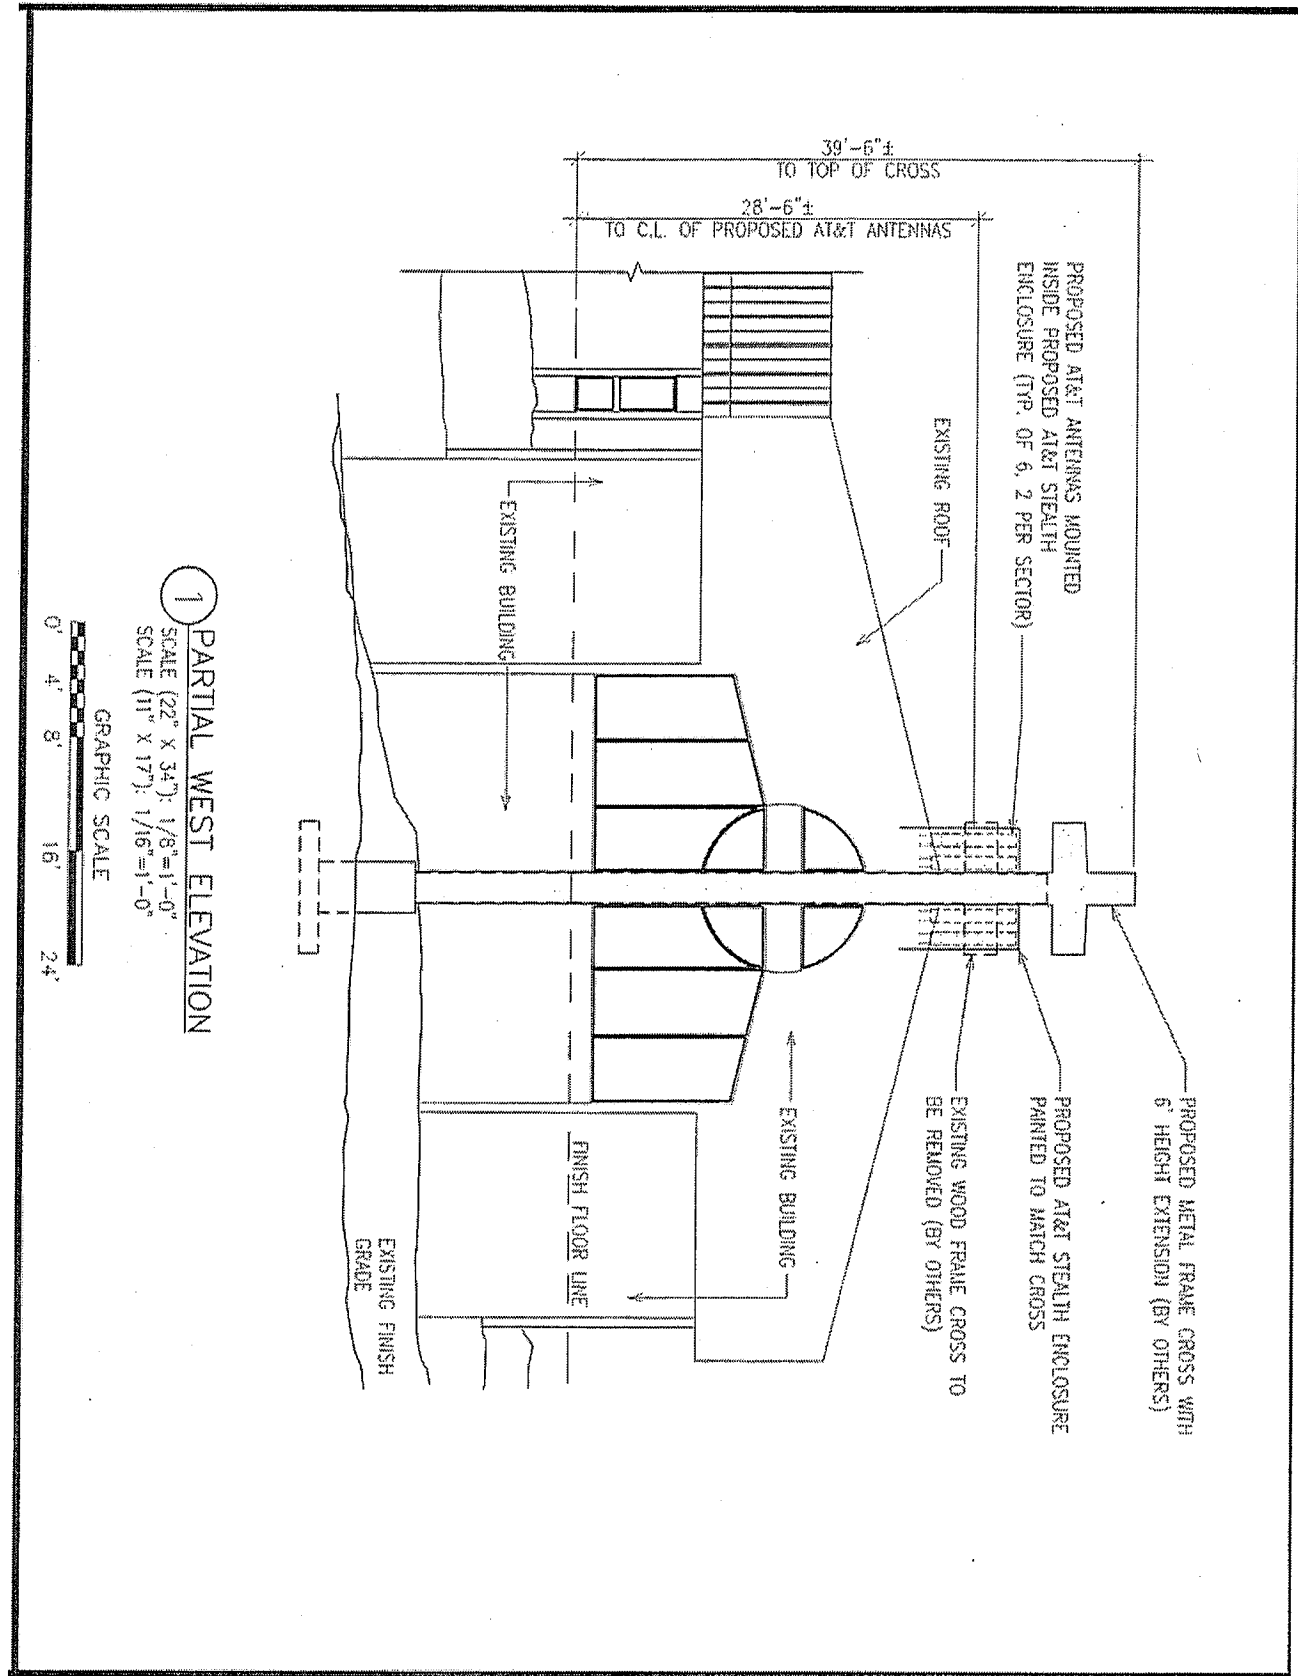 39'-6"±
TO TOP OF CROSS
28'-6"±
TO C.L. OF PROPOSED AT&T ANTENNAS
PROPOSED AT&T ANTENNAS MOUNTED
INSIDE PROPOSED AT&T STEALTH
ENCLOSURE (TYP. OF 6, 2 PER SECTOR)
EXISTING ROOF
EXISTING BUILDING
PROPOSED METAL FRAME CROSS WITH
6' HEIGHT EXTENSION (BY OTHERS)
PROPOSED AT&T STEALTH ENCLOSURE
PAINTED TO MATCH CROSS
EXISTING WOOD FRAME CROSS TO
BE REMOVED (BY OTHERS)
EXISTING BUILDING
FINISH FLOOR LINE
EXISTING FINISH
GRADE
1 PARTIAL WEST ELEVATION
SCALE (22" X 34"): 1/8"=1'-0"
SCALE (11" X 17"): 1/16"=1'-0"
GRAPHIC SCALE
0' 4' 8' 16' 24'